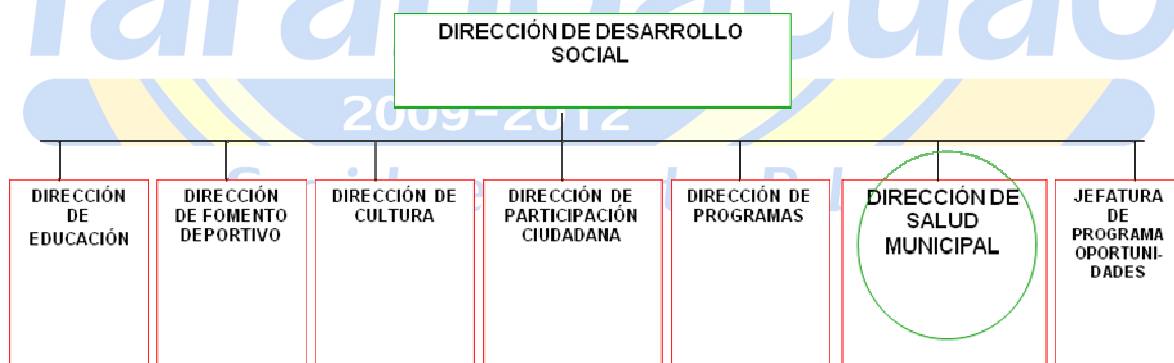 DIRECCIÓN DE DESARROLLO
SOCIAL
2009-2012
DIRECCIÓN
DE
EDUCACIÓN
DIRECCIÓN
DE FOMENTO
DEPORTIVO
DIRECCIÓN DE
CULTURA
DIRECCIÓN DE
PARTICIPACIÓN
CIUDADANA
DIRECCIÓN DE
PROGRAMAS
DIRECCIÓN DE
SALUD
MUNICIPAL
JEFATURA
DE
PROGRAMA
OPORTUNI-
DADES